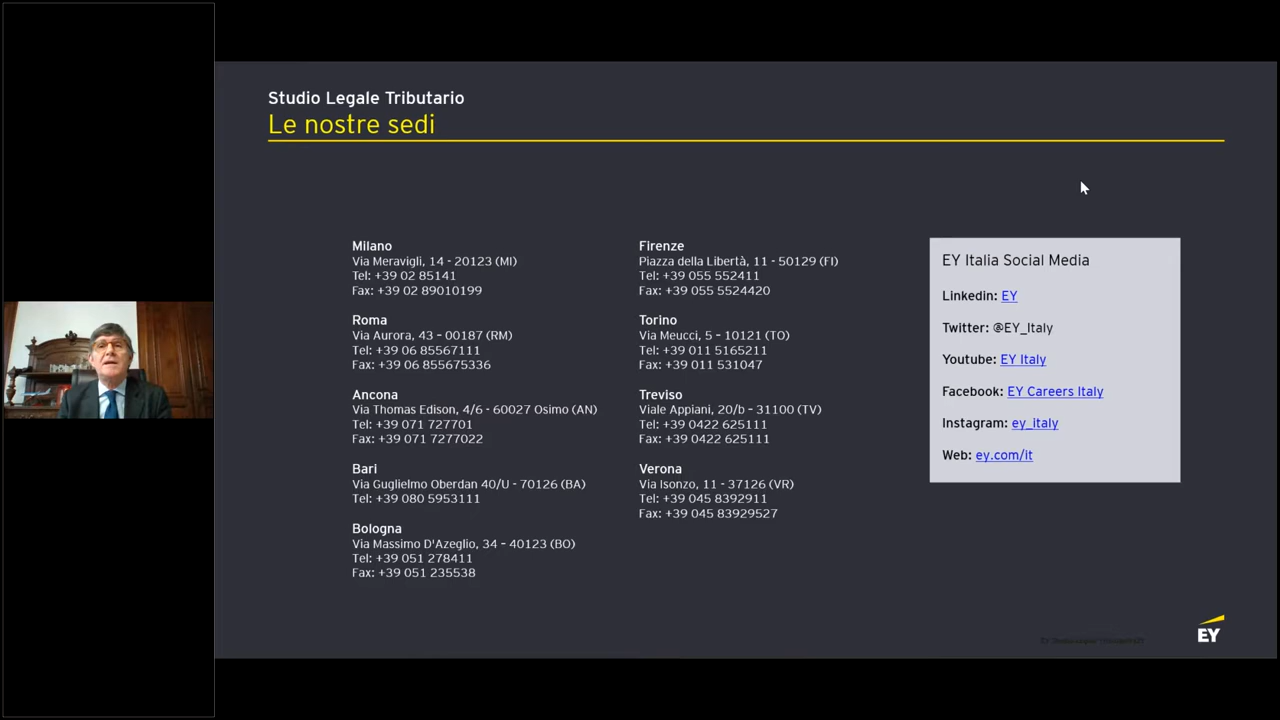 Studio Legale Tributario
Le nostre sedi
Milano
Via Meravigli, 14 - 20123 (MI)
Tel: +39 02 85141
Fax: +39 02 89010199
Roma
Via Aurora, 43 – 00187 (RM)
Tel: +39 06 85567111
Fax: +39 06 855675336
Ancona
Via Thomas Edison, 4/6 - 60027 Osimo (AN)
Tel: +39 071 727701
Fax: +39 071 7277022
Bari
Via Guglielmo Oberdan 40/U - 70126 (BA)
Tel: +39 080 5953111
Bologna
Via Massimo D'Azeglio, 34 – 40123 (BO)
Tel: +39 051 278411
Fax: +39 051 235538
Firenze
Piazza della Libertà, 11 - 50129 (FI)
Tel: +39 055 552411
Fax: +39 055 5524420
Torino
Via Meucci, 5 – 10121 (TO)
Tel: +39 011 5165211
Fax: +39 011 531047
Treviso
Viale Appiani, 20/b – 31100 (TV)
Tel: +39 0422 625111
Fax: +39 0422 625111
Verona
Via Isonzo, 11 - 37126 (VR)
Tel: +39 045 8392911
Fax: +39 045 83929527
EY Italia Social Media
Linkedin: EY
Twitter: @EY_Italy
Youtube: EY Italy
Facebook: EY Careers Italy
Instagram: ey_italy
Web: ey.com/it
EY